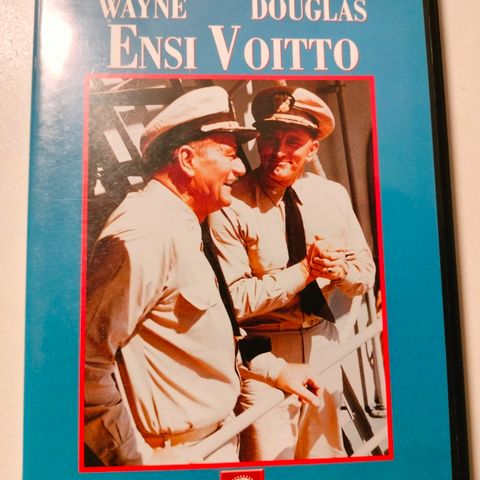 WAYNE DOUGLAS
ENSI VOITTO